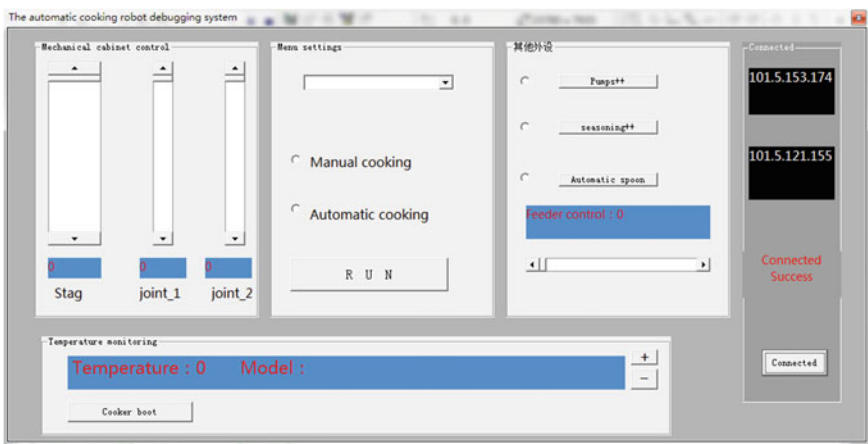 The automatic cooking robot debugging system
Mechanical cabinet control
0
0
0
Stag
joint_1
joint_2
Menu settings
Manual cooking
Automatic cooking
R U N
其他外设
Pumps++
seasoning++
Automatic spoon
Feeder control : 0
Connected
101.5.153.174
101.5.121.155
Connected
Success
Connected
Temperature monitoring
Temperature : 0 Model :
+
-
Cooker boot